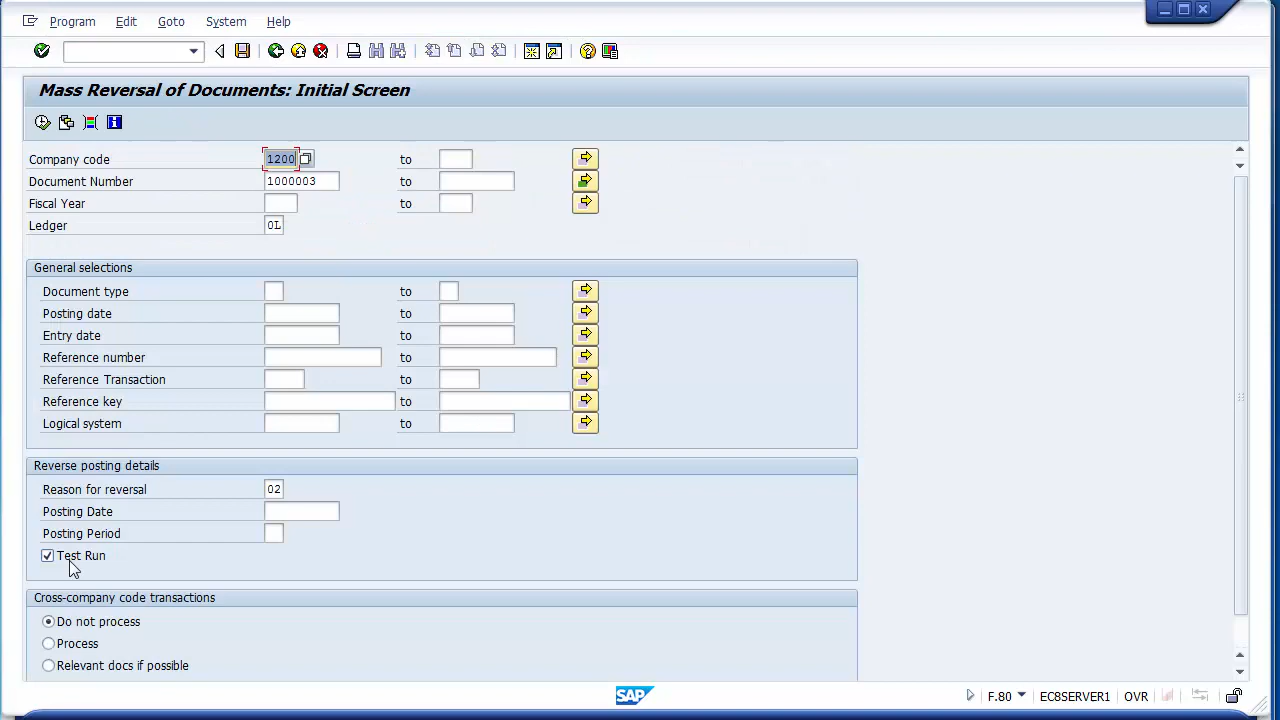 Program Edit Goto System Help
Mass Reversal of Documents: Initial Screen
Company code 1200 to
Document Number 1000003 to
Fiscal Year to
Ledger 0L
General selections
Document type to
Posting date to
Entry date to
Reference number to
Reference Transaction to
Reference key to
Logical system to
Reverse posting details
Reason for reversal 02
Posting Date
Posting Period
Test Run
Cross-company code transactions
Do not process
Process
Relevant docs if possible
SAP F.80 EC8SERVER1 OVR